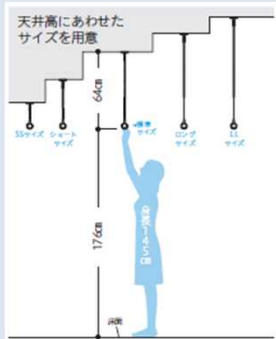 天井高にあわせた
サイズを用意
64cm
SSサイズ
ショート
サイズ
標準
サイズ
ロング
サイズ
LL
サイズ
176cm
身長145cm
床面